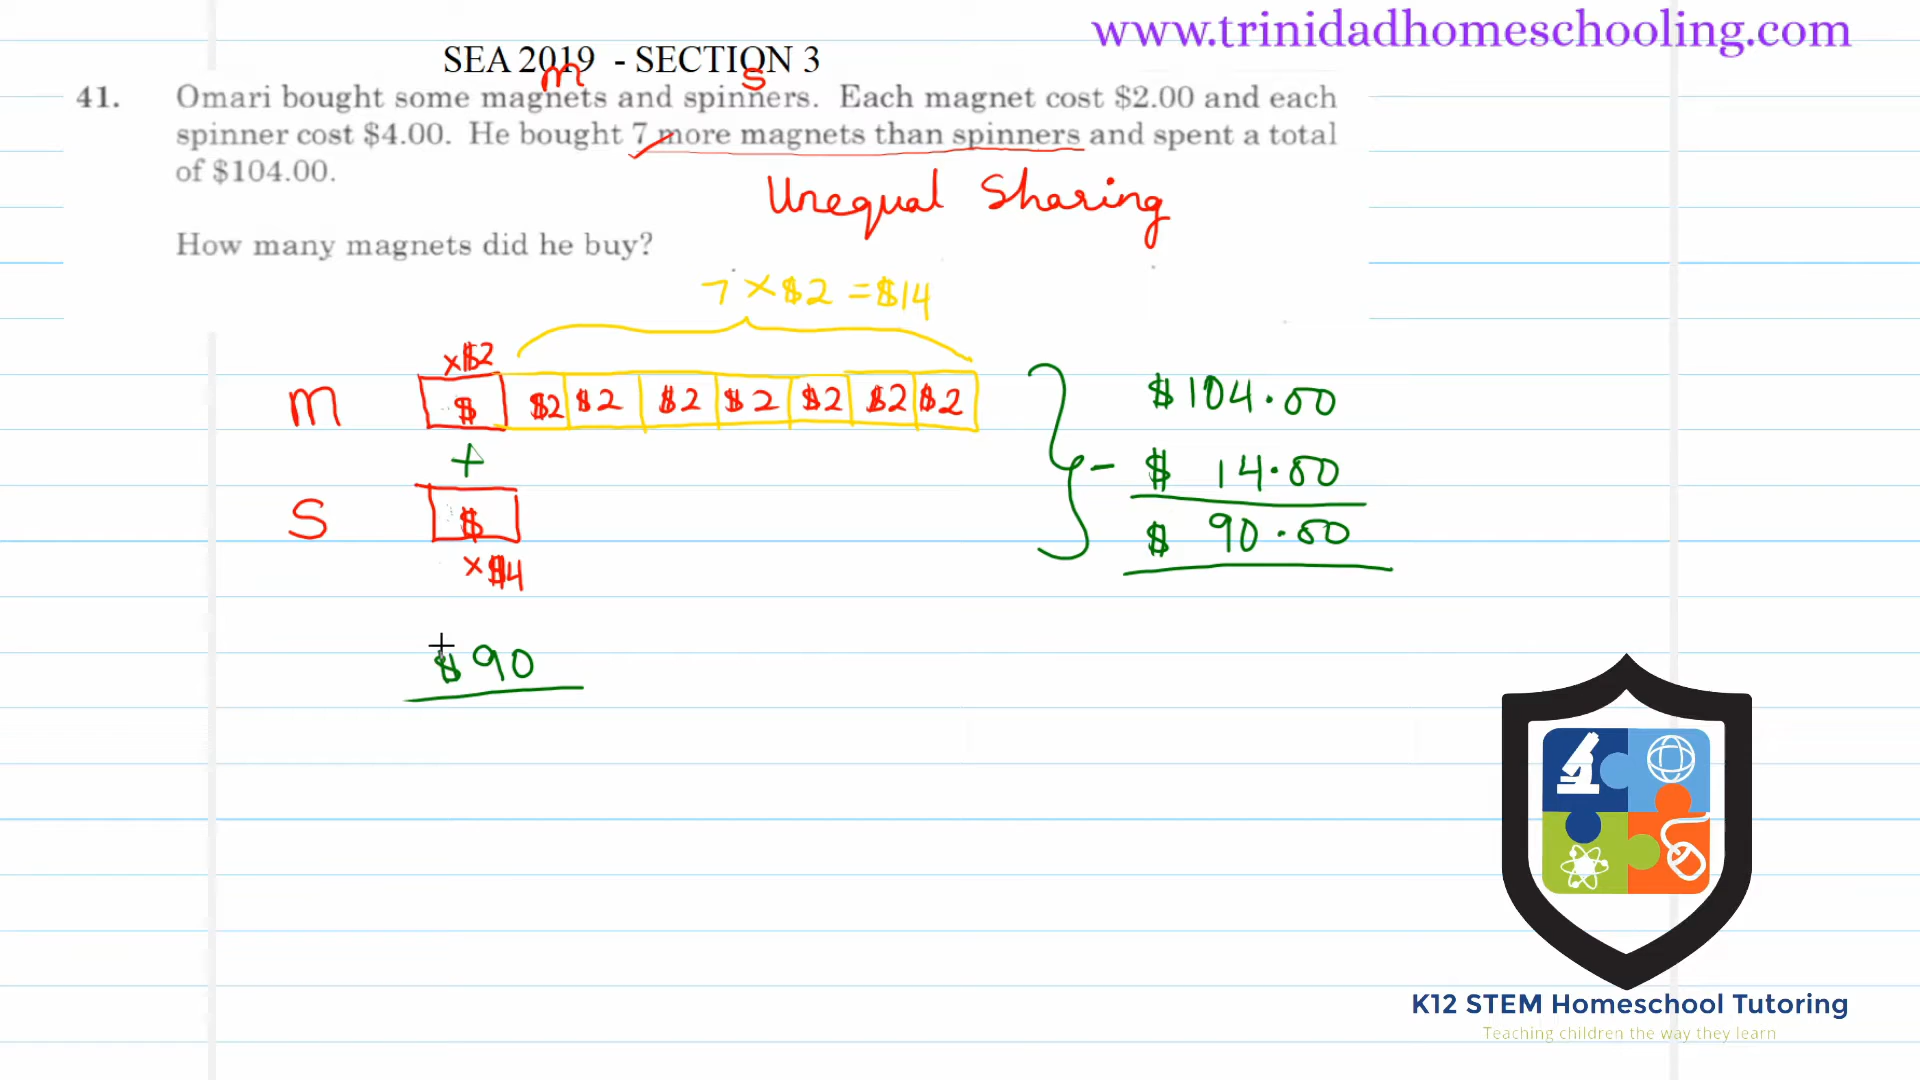 www.trinidadhomeschooling.com
SEA 2019 - SECTION 3
m s
41. Omari bought some magnets and spinners. Each magnet cost $2.00 and each
spinner cost $4.00. He bought 7 more magnets than spinners and spent a total
of $104.00.
Unequal Sharing
How many magnets did he buy?
7 × $2 = $14
×$2
m $ $2 $2 $2 $2 $2 $2 $2
$104.00
+
- $ 14.00
S $
$ 90.00
×$4
$90
K12 STEM Homeschool Tutoring
Teaching children the way they learn